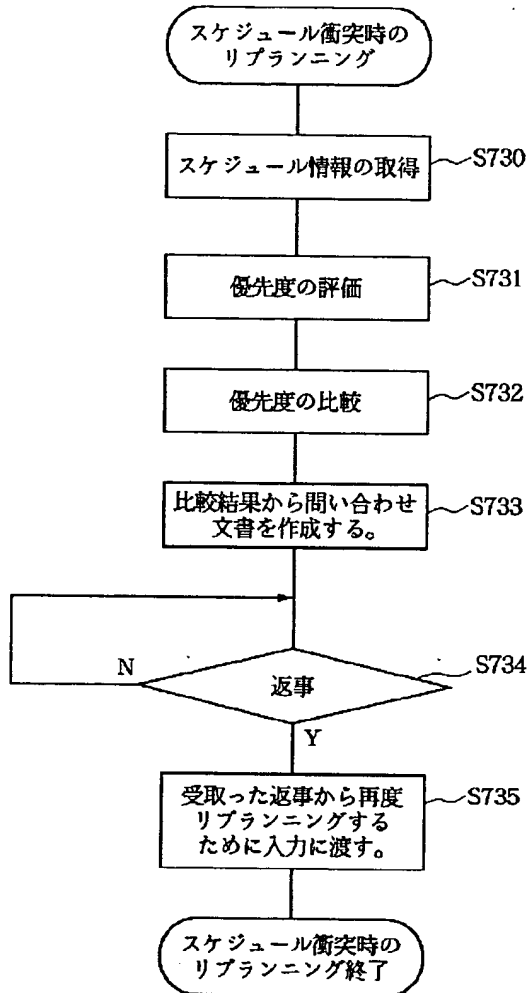 スケジュール衝突時の
リプランニング
スケジュール情報の取得
S730
優先度の評価
S731
優先度の比較
S732
比較結果から問い合わせ
文書を作成する。
S733
N
返事
S734
Y
受取った返事から再度
リプランニングする
ために入力に渡す。
S735
スケジュール衝突時の
リプランニング終了